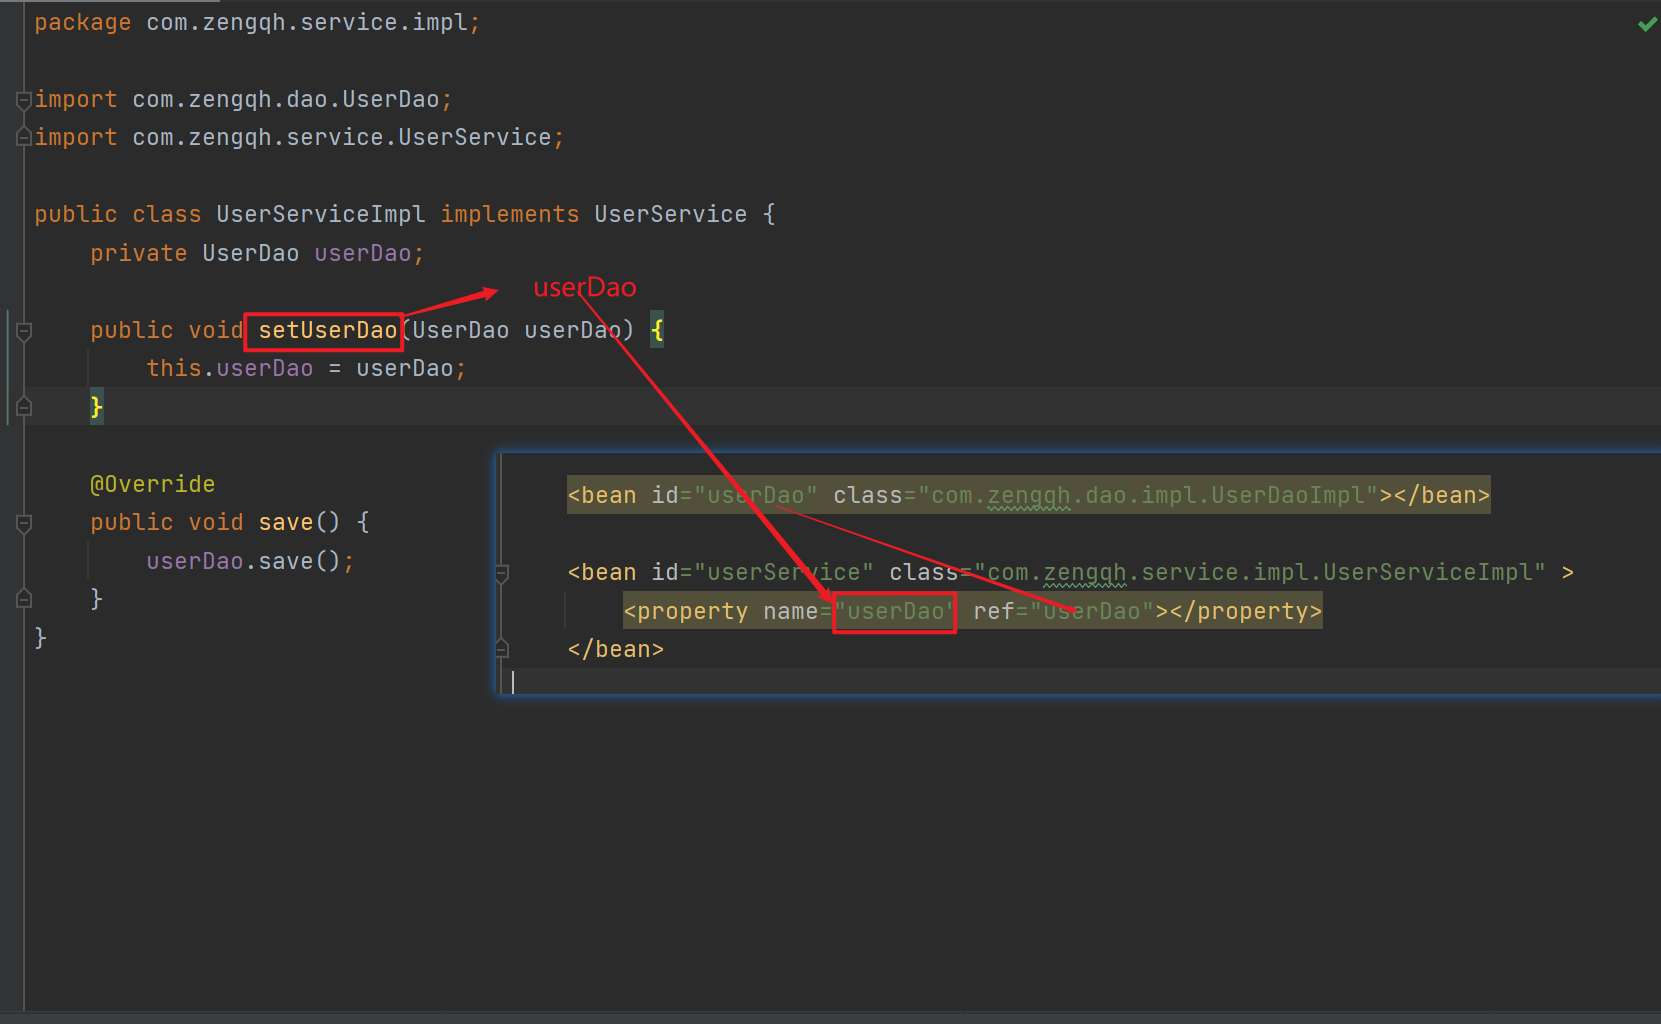 package com.zengqh.service.impl;
import com.zengqh.dao.UserDao;
import com.zengqh.service.UserService;
public class UserServiceImpl implements UserService {
private UserDao userDao;
userDao
public void setUserDao(UserDao userDao) {
this.userDao = userDao;
}
@Override
public void save() {
userDao.save();
}
}
<bean id="userDao" class="com.zengqh.dao.impl.UserDaoImpl"></bean>
<bean id="userService" class="com.zengqh.service.impl.UserServiceImpl" >
<property name="userDao" ref="userDao"></property>
</bean>